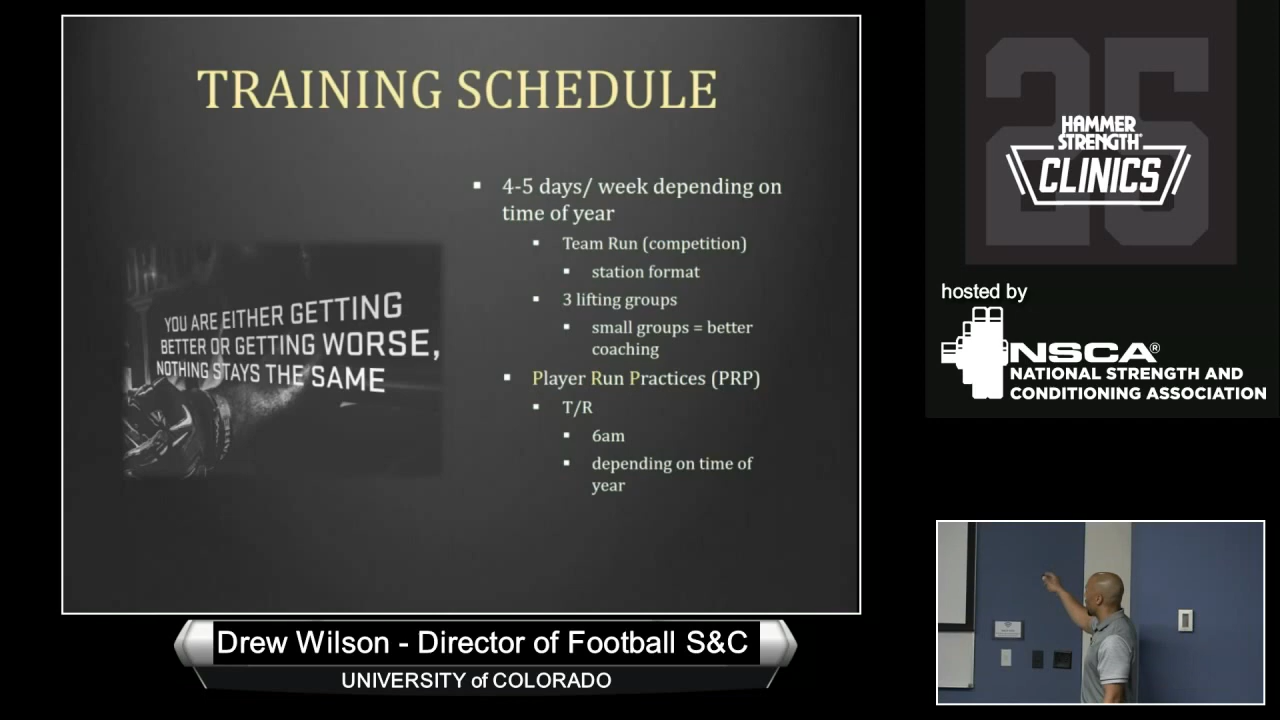 TRAINING SCHEDULE
4-5 days/ week depending on
time of year
Team Run (competition)
station format
3 lifting groups
small groups = better
coaching
Player Run Practices (PRP)
T/R
6am
depending on time of
year
YOU ARE EITHER GETTING
BETTER OR GETTING WORSE,
NOTHING STAYS THE SAME
25
HAMMER
STRENGTH®
CLINICS
hosted by
NSCA®
NATIONAL STRENGTH AND
CONDITIONING ASSOCIATION
Drew Wilson - Director of Football S&C
UNIVERSITY of COLORADO